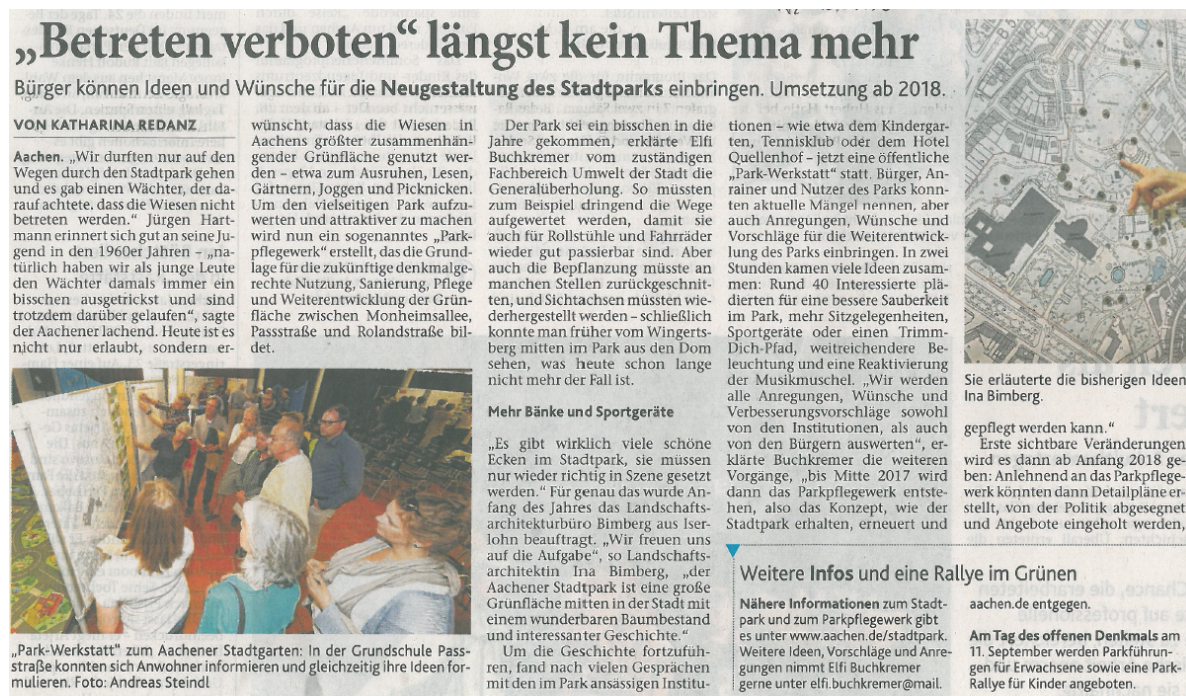 „Betreten verboten“ längst kein Thema mehr
Bürger können Ideen und Wünsche für die Neugestaltung des Stadtparks einbringen. Umsetzung ab 2018.
VON KATHARINA REDANZ
Aachen. „Wir durften nur auf den
Wegen durch den Stadtpark gehen
und es gab einen Wächter, der da-
rauf achtete, dass die Wiesen nicht
betreten werden.“ Jürgen Hart-
mann erinnert sich gut an seine Ju-
gend in den 1960er Jahren – „na-
türlich haben wir als junge Leute
den Wächter damals immer ein
bisschen ausgetrickst und sind
trotzdem darüber gelaufen“, sagte
der Aachener lachend. Heute ist es
nicht nur erlaubt, sondern er-
wünscht, dass die Wiesen in
Aachens größter zusammenhän-
gender Grünfläche genutzt wer-
den – etwa zum Ausruhen, Lesen,
Gärtnern, Joggen und Picknicken.
Um den vielseitigen Park aufzu-
werten und attraktiver zu machen
wird nun ein sogenanntes „Park-
pflegewerk“ erstellt, das die Grund-
lage für die zukünftige denkmalge-
rechte Nutzung, Sanierung, Pflege
und Weiterentwicklung der Grün-
fläche zwischen Monheimsallee,
Passstraße und Rolandstraße bil-
det.
„Park-Werkstatt“ zum Aachener Stadtgarten: In der Grundschule Pass-
straße konnten sich Anwohner informieren und gleichzeitig ihre Ideen for-
mulieren. Foto: Andreas Steindl
Der Park sei ein bisschen in die
Jahre gekommen, erklärte Elfi
Buchkremer vom zuständigen
Fachbereich Umwelt der Stadt die
Generalüberholung. So müssten
zum Beispiel dringend die Wege
aufgewertet werden, damit sie
auch für Rollstühle und Fahrräder
wieder gut passierbar sind. Aber
auch die Bepflanzung müsste an
manchen Stellen zurückgeschnit-
ten, und Sichtachsen müssten wie-
derhergestellt werden – schließlich
konnte man früher vom Wingerts-
berg mitten im Park aus den Dom
sehen, was heute schon lange
nicht mehr der Fall ist.
Mehr Bänke und Sportgeräte
„Es gibt wirklich viele schöne
Ecken im Stadtpark, sie müssen
nur wieder richtig in Szene gesetzt
werden.“ Für genau das wurde An-
fang des Jahres das Landschafts-
architekturbüro Bimberg aus Iser-
lohn beauftragt. „Wir freuen uns
auf die Aufgabe“, so Landschafts-
architektin Ina Bimberg, „der
Aachener Stadtpark ist eine große
Grünfläche mitten in der Stadt mit
einem wunderbaren Baumbestand
und interessanter Geschichte.“
Um die Geschichte fortzufüh-
ren, fand nach vielen Gesprächen
mit den im Park ansässigen Institu-
tionen – wie etwa dem Kindergar-
ten, Tennisklub oder dem Hotel
Quellenhof – jetzt eine öffentliche
„Park-Werkstatt“ statt. Bürger, An-
rainer und Nutzer des Parks konn-
ten aktuelle Mängel nennen, aber
auch Anregungen, Wünsche und
Vorschläge für die Weiterentwick-
lung des Parks einbringen. In zwei
Stunden kamen viele Ideen zusam-
men: Rund 40 Interessierte plä-
dierten für eine bessere Sauberkeit
im Park, mehr Sitzgelegenheiten,
Sportgeräte oder einen Trimm-
Dich-Pfad, weitreichendere Be-
leuchtung und eine Reaktivierung
der Musikmuschel. „Wir werden
alle Anregungen, Wünsche und
Verbesserungsvorschläge sowohl
von den Institutionen, als auch
von den Bürgern auswerten“, er-
klärte Buchkremer die weiteren
Vorgänge, „bis Mitte 2017 wird
dann das Parkpflegewerk entste-
hen, also das Konzept, wie der
Stadtpark erhalten, erneuert und
Sie erläuterte die bisherigen Ideen
Ina Bimberg.
gepflegt werden kann.“
Erste sichtbare Veränderungen
wird es dann ab Anfang 2018 ge-
ben: Anlehnend an das Parkpflege-
werk könnten dann Detailpläne er-
stellt, von der Politik abgesegnet
und Angebote eingeholt werden,
Weitere Infos und eine Rallye im Grünen
Nähere Informationen zum Stadt-
park und zum Parkpflegewerk gibt
es unter www.aachen.de/stadtpark.
Weitere Ideen, Vorschläge und Anre-
gungen nimmt Elfi Buchkremer
gerne unter elfi.buchkremer@mail.
aachen.de entgegen.
Am Tag des offenen Denkmals am
11. September werden Parkführun-
gen für Erwachsene sowie eine Park-
Rallye für Kinder angeboten.